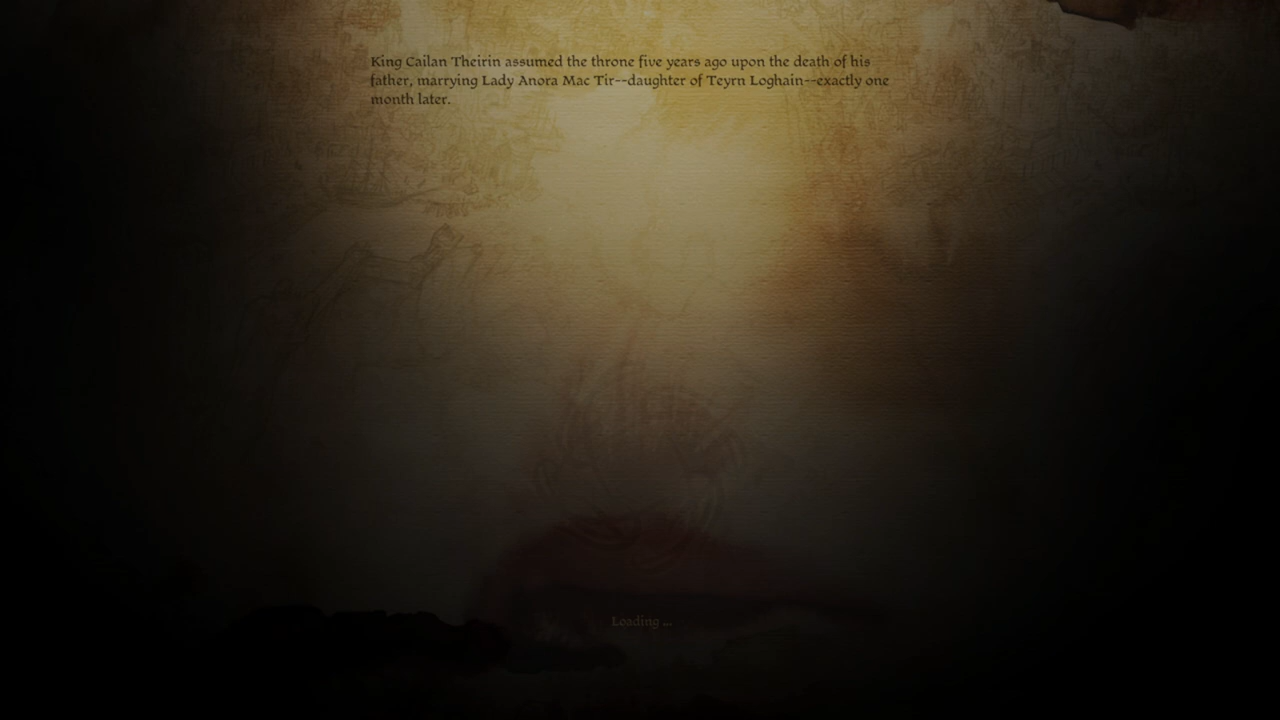 King Cailan Theirin assumed the throne five years ago upon the death of his
father, marrying Lady Anora Mac Tir--daughter of Teyrn Loghain--exactly one
month later.
Loading ...